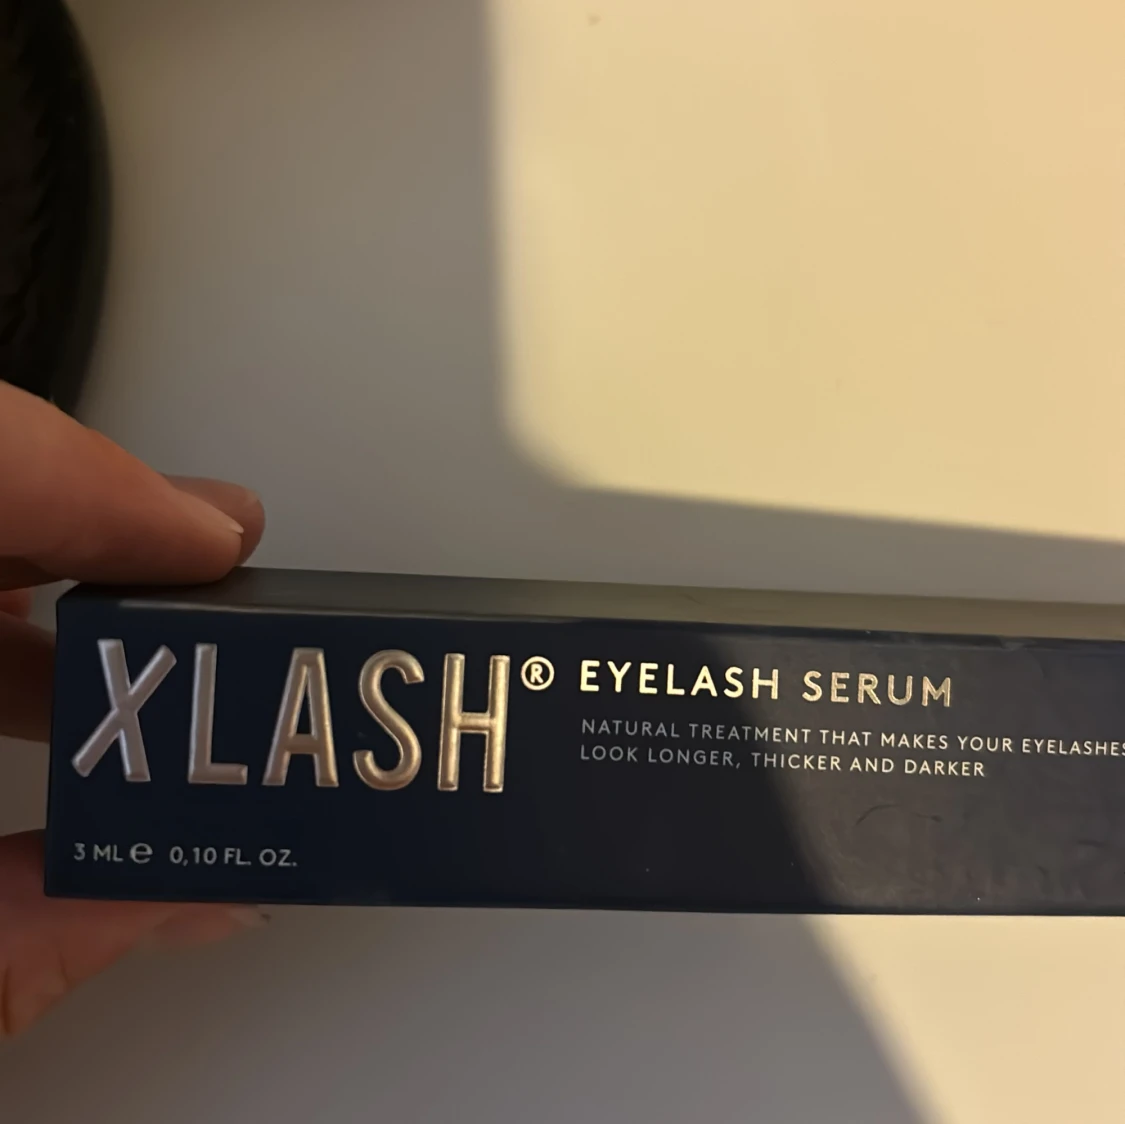 XLASH® EYELASH SERUM
NATURAL TREATMENT THAT MAKES YOUR EYELASHES
LOOK LONGER, THICKER AND DARKER
3 ML ℮ 0,10 FL. OZ.